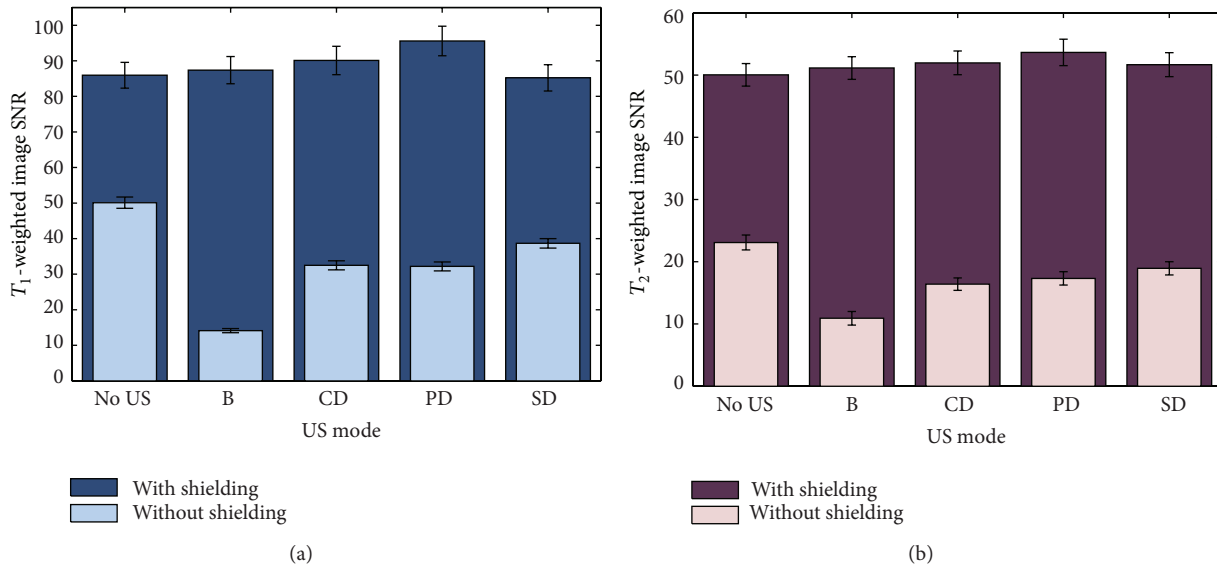 100
90
80
70
60
50
40
30
20
10
0
T1-weighted image SNR
No US B CD PD SD
US mode
With shielding
Without shielding
(a)
60
50
40
30
20
10
0
T2-weighted image SNR
No US B CD PD SD
US mode
With shielding
Without shielding
(b)